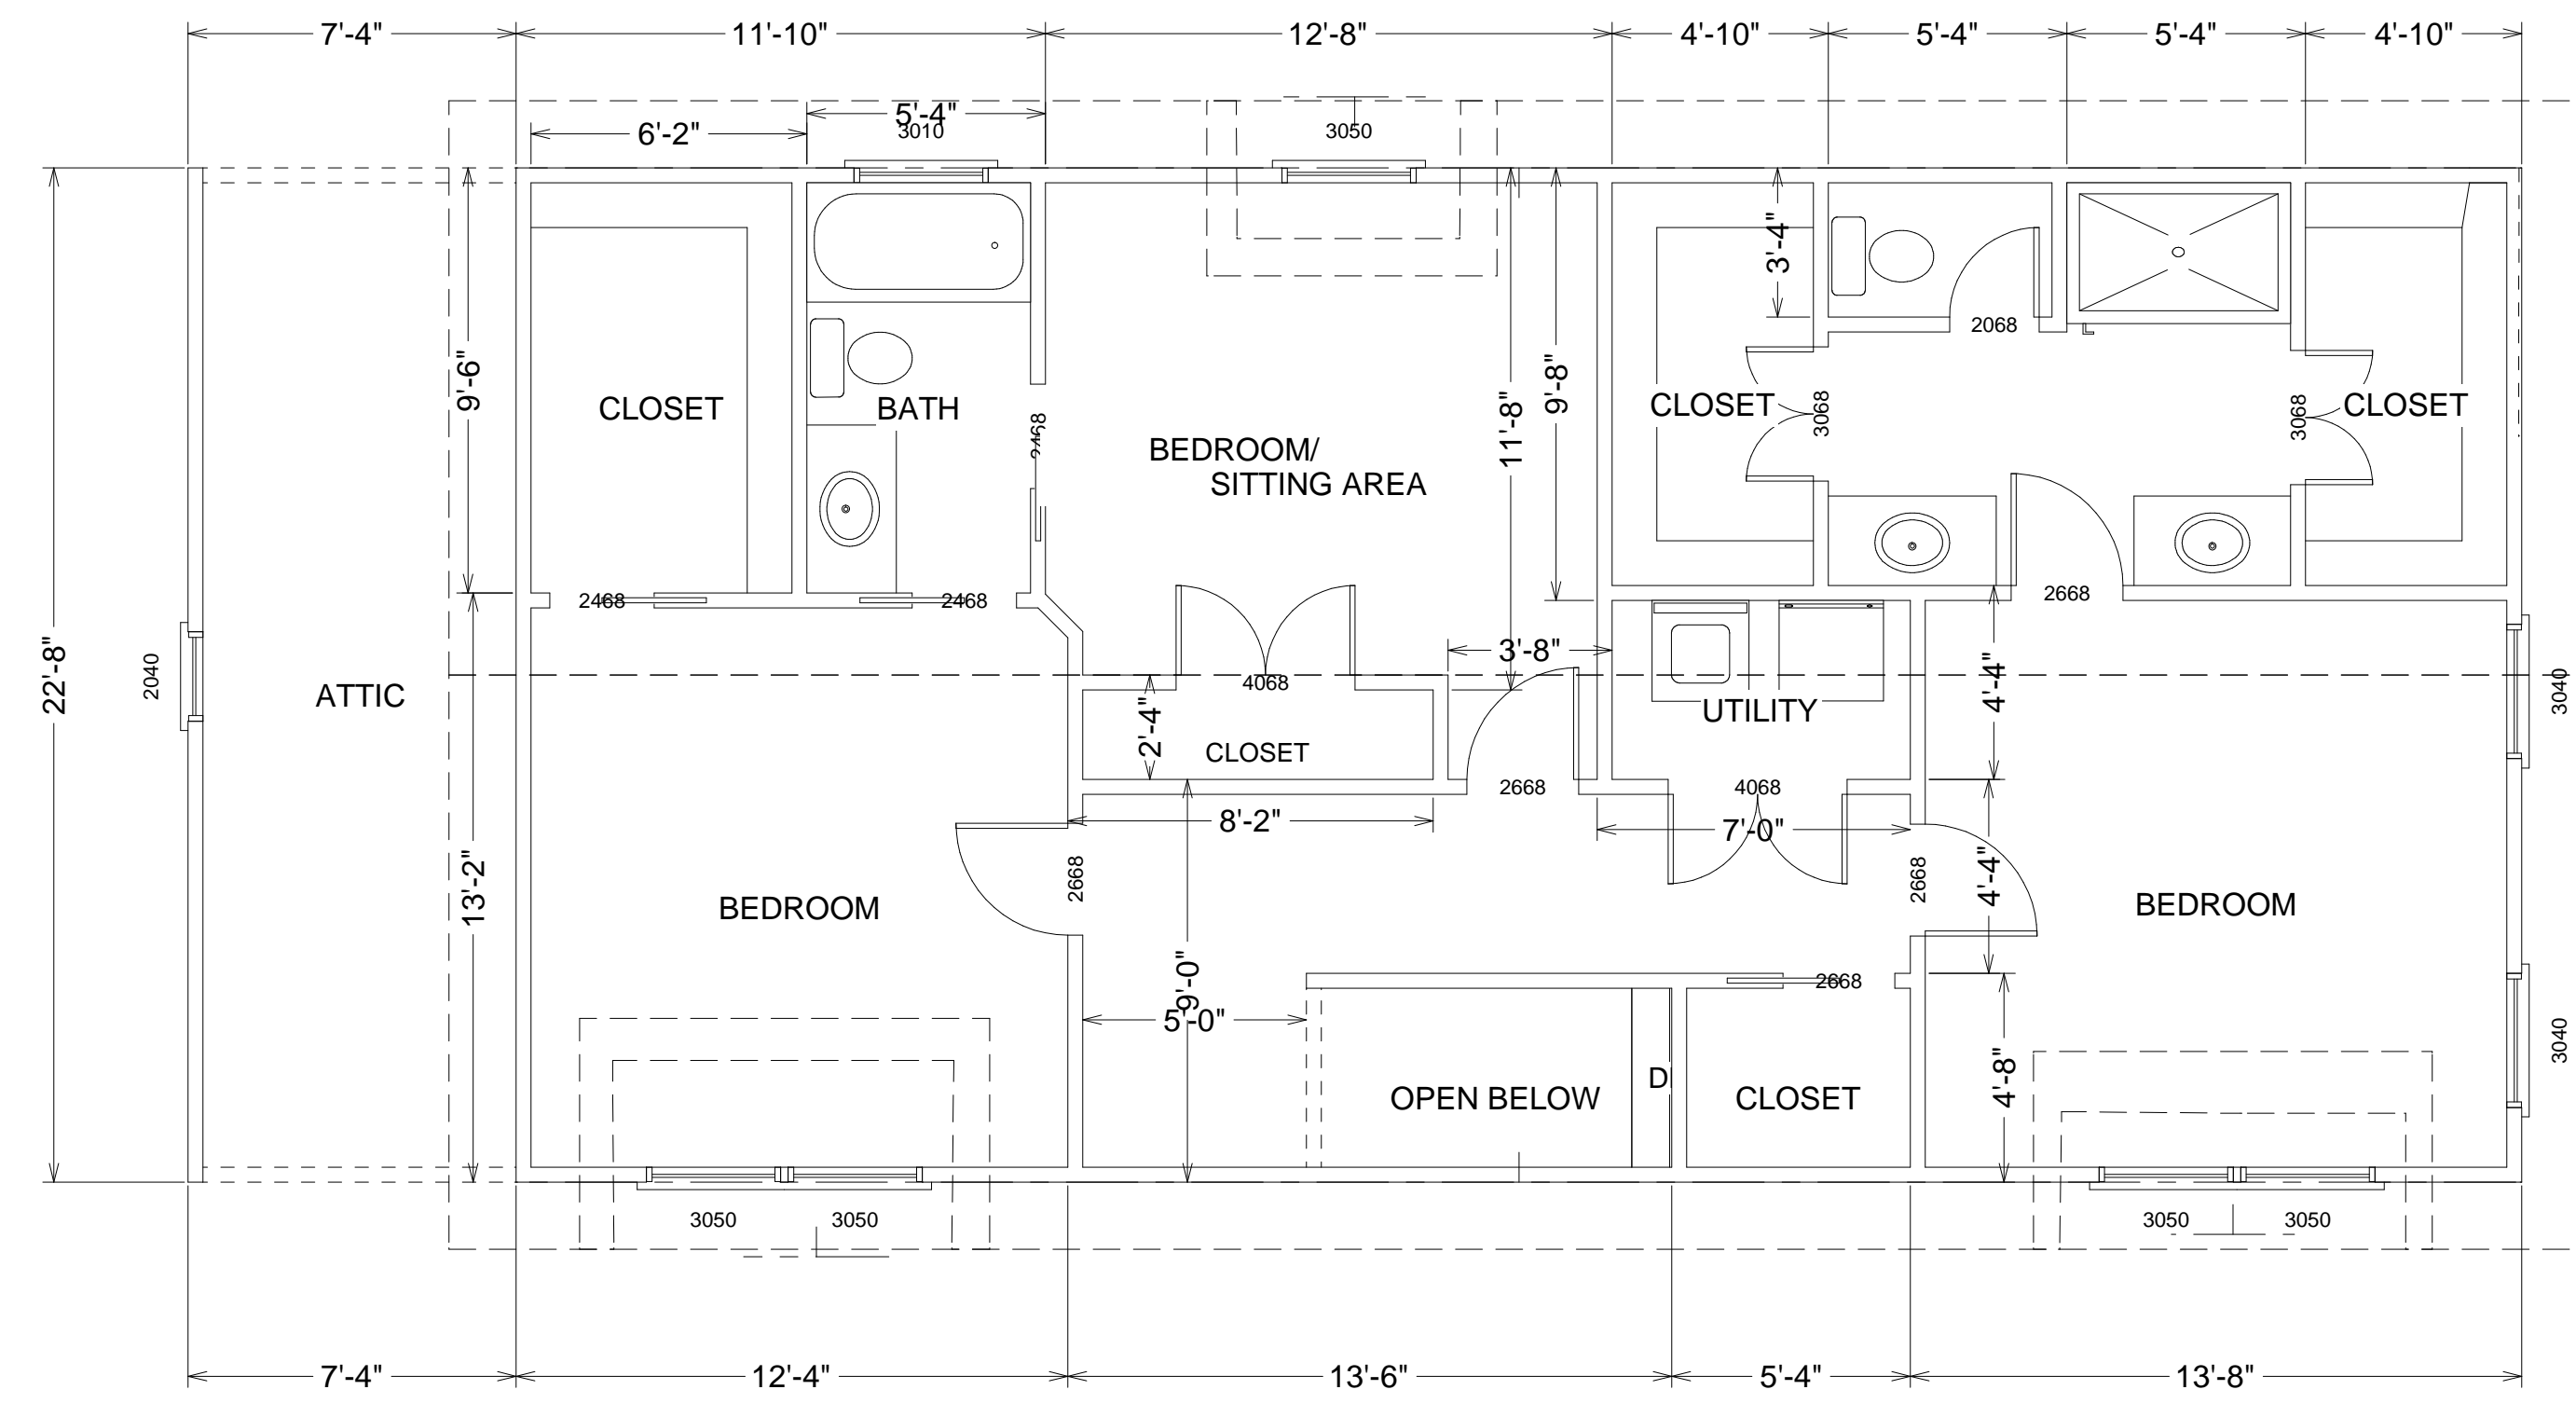 7'-4" 11'-10" 12'-8" 4'-10" 5'-4" 5'-4" 4'-10"
5'-4"
6'-2" 3010 3050
3'-4"
2068
9'-6" 9'-8"
CLOSET BATH 2468 11'-8" CLOSET 3068 3068 CLOSET
BEDROOM/
SITTING AREA
2468 2468 2668
22'-8" 2040 ATTIC 3'-8" 4'-4" 3040
4068
2'-4" UTILITY
CLOSET
2668 4068
8'-2" 7'-0"
13'-2" 2668 2668 4'-4"
BEDROOM BEDROOM
9'-0" 2668
5'-0"
3040
OPEN BELOW D CLOSET 4'-8"
3050 3050 3050 3050
7'-4" 12'-4" 13'-6" 5'-4" 13'-8"